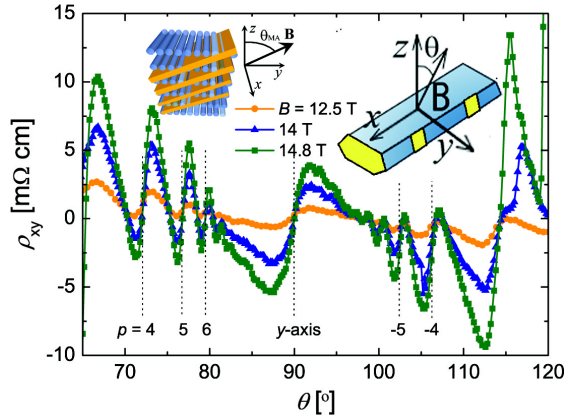 15
10
5
0
-5
-10
ρxy [mΩ cm]
70
80
90
100
110
120
θ [°]
z
θMA
B
y
x
B = 12.5 T
14 T
14.8 T
z
θ
B
x
y
p = 4
5
6
y-axis
-5
-4